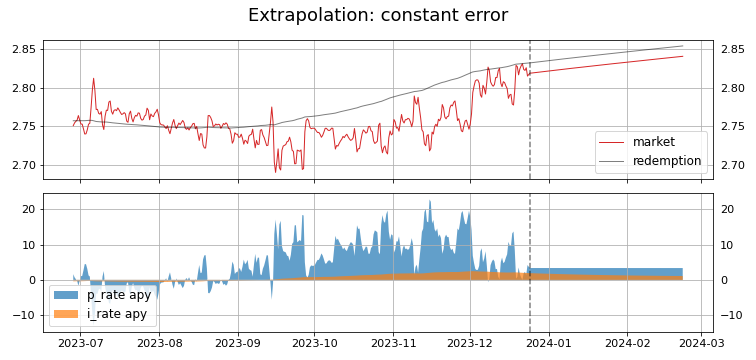 Extrapolation: constant error
2.85 2.85
2.80 2.80
2.75 2.75
2.70 2.70
market
redemption
20 20
10 10
0 0
−10 −10
p_rate apy
i_rate apy
2023-07 2023-08 2023-09 2023-10 2023-11 2023-12 2024-01 2024-02 2024-03